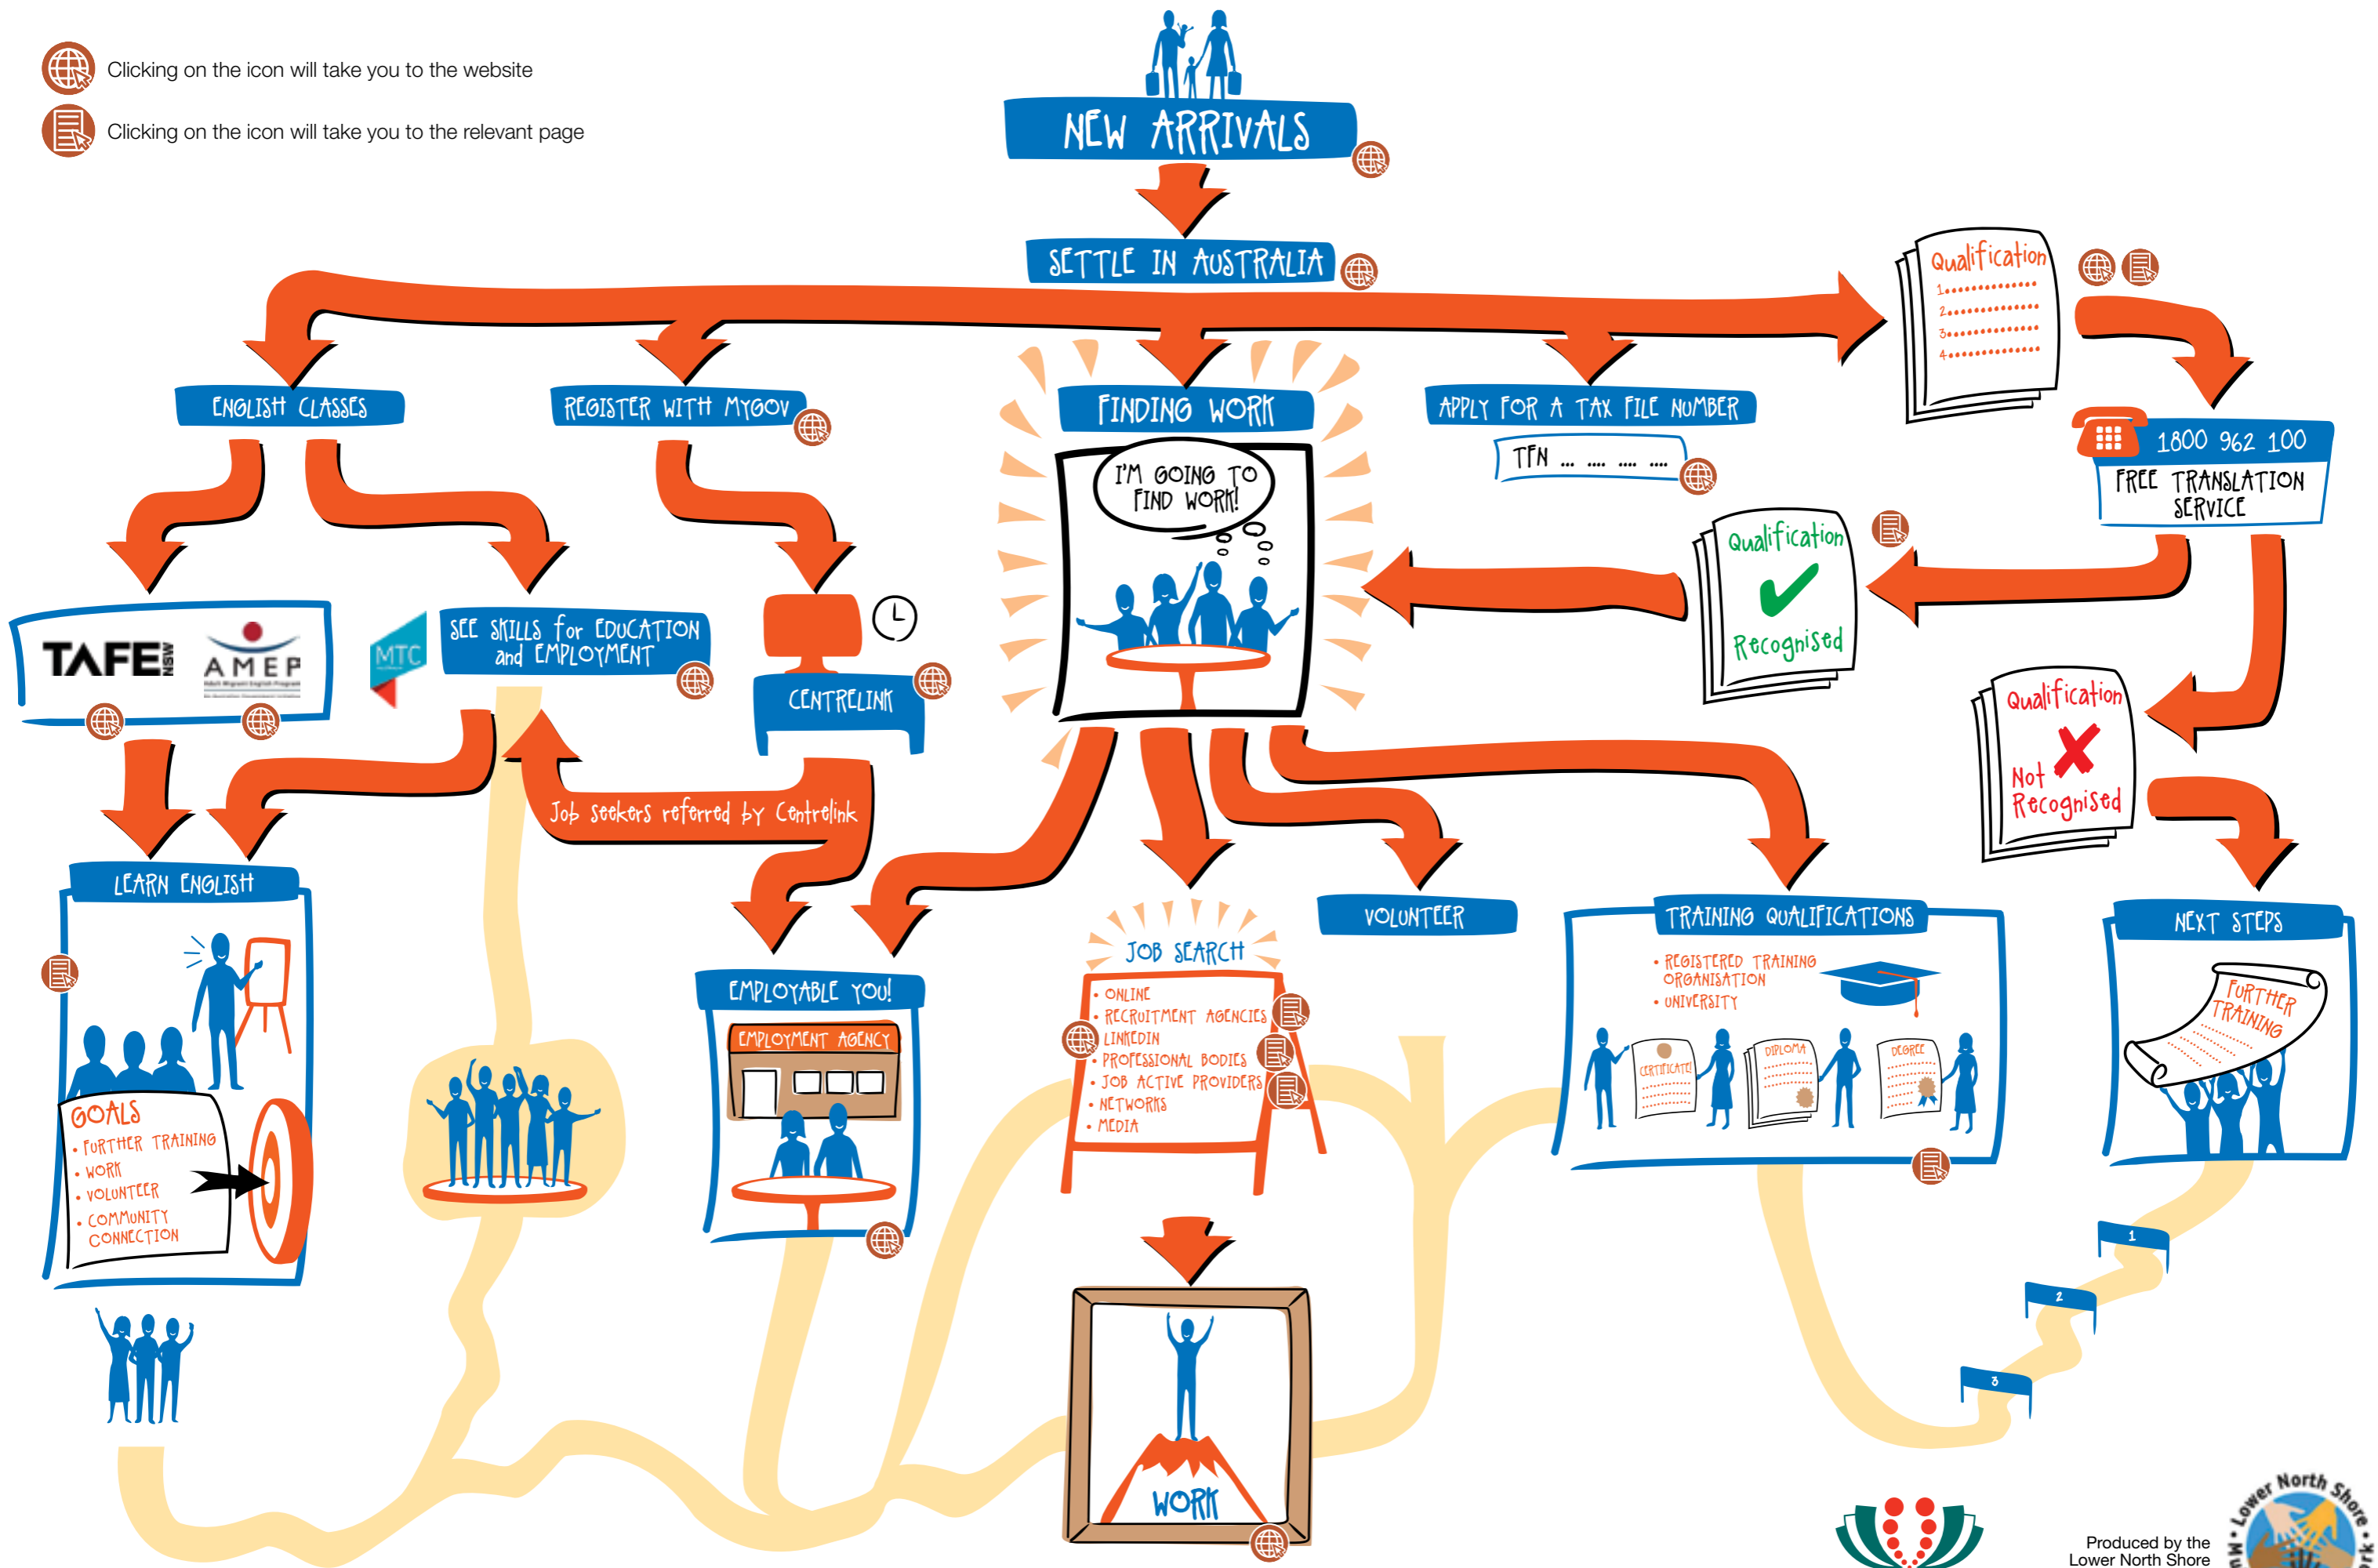 Clicking on the icon will take you to the website
Clicking on the icon will take you to the relevant page
NEW ARRIVALS
SETTLE IN AUSTRALIA
Qualification
1
2
3
4
ENGLISH CLASSES
REGISTER WITH MYGOV
FINDING WORK
APPLY FOR A TAX FILE NUMBER
TFN ... .... .... ....
1800 962 100
FREE TRANSLATION
SERVICE
I'M GOING TO
FIND WORK!
Qualification
Recognised
TAFE NSW
AMEP
MTC
SEE SKILLS for EDUCATION
and EMPLOYMENT
CENTRELINK
Qualification
Not
Recognised
Job seekers referred by Centrelink
LEARN ENGLISH
GOALS
• FURTHER TRAINING
• WORK
• VOLUNTEER
• COMMUNITY
CONNECTION
EMPLOYABLE YOU!
EMPLOYMENT AGENCY
JOB SEARCH
• ONLINE
• RECRUITMENT AGENCIES
LINKEDIN
• PROFESSIONAL BODIES
• JOB ACTIVE PROVIDERS
• NETWORKS
• MEDIA
VOLUNTEER
TRAINING QUALIFICATIONS
• REGISTERED TRAINING
ORGANISATION
• UNIVERSITY
CERTIFICATE!
DIPLOMA
DEGREE
NEXT STEPS
FURTHER
TRAINING
1
2
3
WORK
Produced by the
Lower North Shore
Lower North Shore